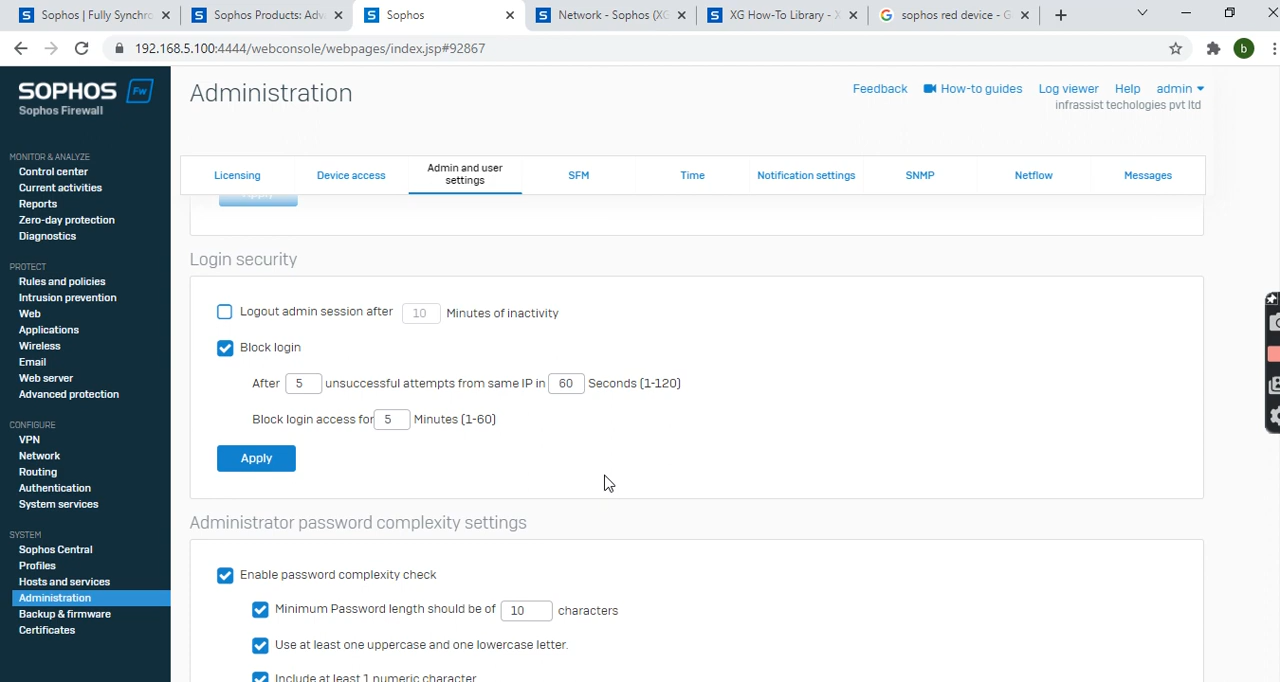 Sophos | Fully Synchro
Sophos Products: Adva
Sophos
Network - Sophos (XG
XG How-To Library -
sophos red device - G
192.168.5.100:4444/webconsole/webpages/index.jsp#92867
b
SOPHOS Fw
Sophos Firewall
MONITOR & ANALYZE
Control center
Current activities
Reports
Zero-day protection
Diagnostics
PROTECT
Rules and policies
Intrusion prevention
Web
Applications
Wireless
Email
Web server
Advanced protection
CONFIGURE
VPN
Network
Routing
Authentication
System services
SYSTEM
Sophos Central
Profiles
Hosts and services
Administration
Backup & firmware
Certificates
Administration
Feedback
How-to guides
Log viewer
Help
admin
infrassist techologies pvt ltd
Licensing
Device access
Admin and user
settings
SFM
Time
Notification settings
SNMP
Netflow
Messages
Apply
Login security
Logout admin session after 10 Minutes of inactivity
Block login
After 5 unsuccessful attempts from same IP in 60 Seconds (1-120)
Block login access for 5 Minutes (1-60)
Apply
Administrator password complexity settings
Enable password complexity check
Minimum Password length should be of 10 characters
Use at least one uppercase and one lowercase letter.
Include at least 1 numeric character